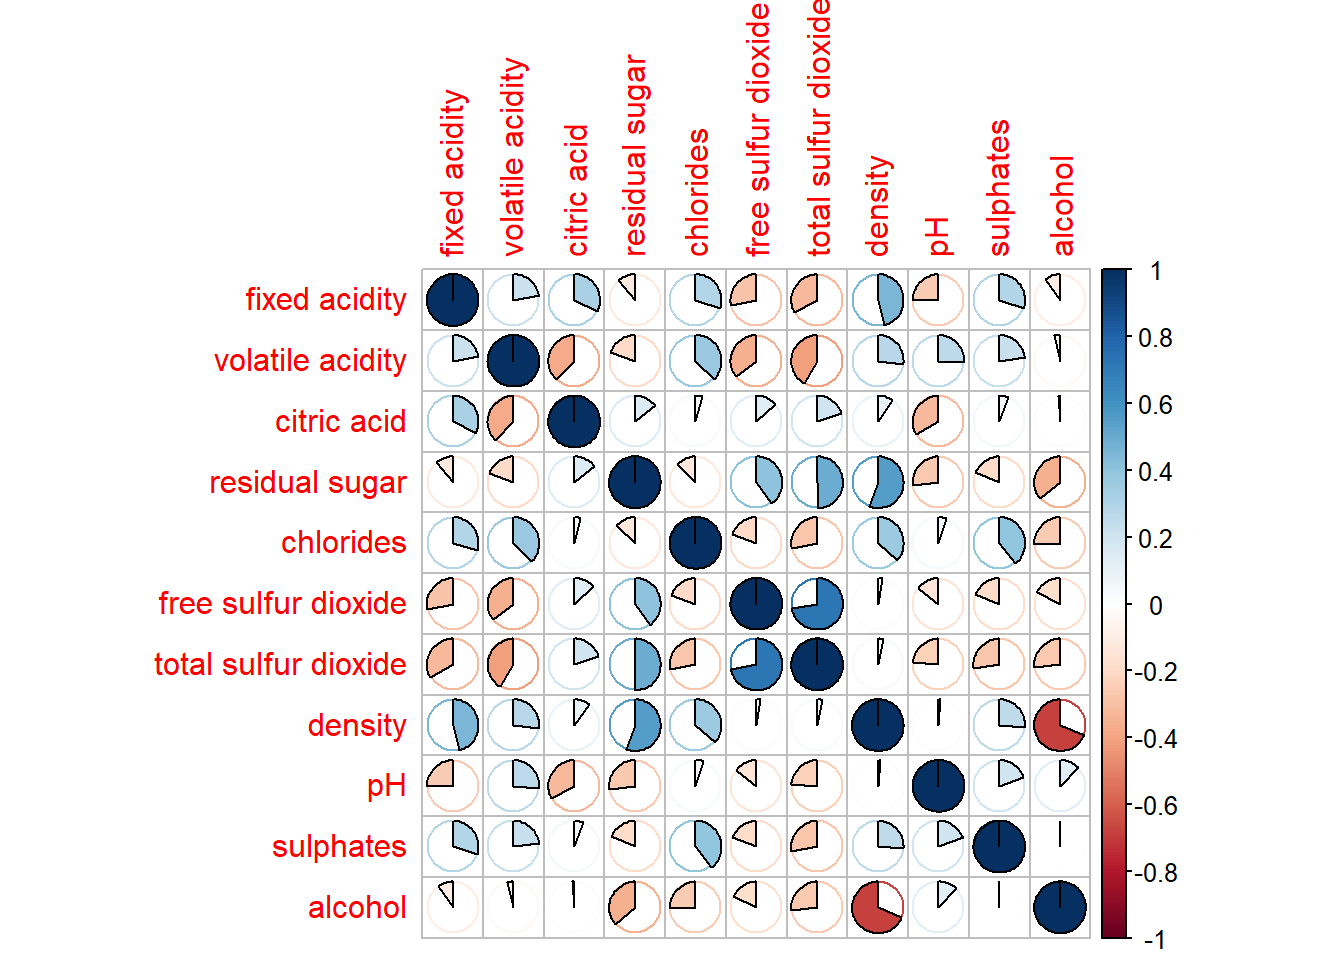 fixed acidity
volatile acidity
citric acid
residual sugar
chlorides
free sulfur dioxide
total sulfur dioxide
density
pH
sulphates
alcohol
fixed acidity
volatile acidity
citric acid
residual sugar
chlorides
free sulfur dioxide
total sulfur dioxide
density
pH
sulphates
alcohol
1
0.8
0.6
0.4
0.2
0
-0.2
-0.4
-0.6
-0.8
-1